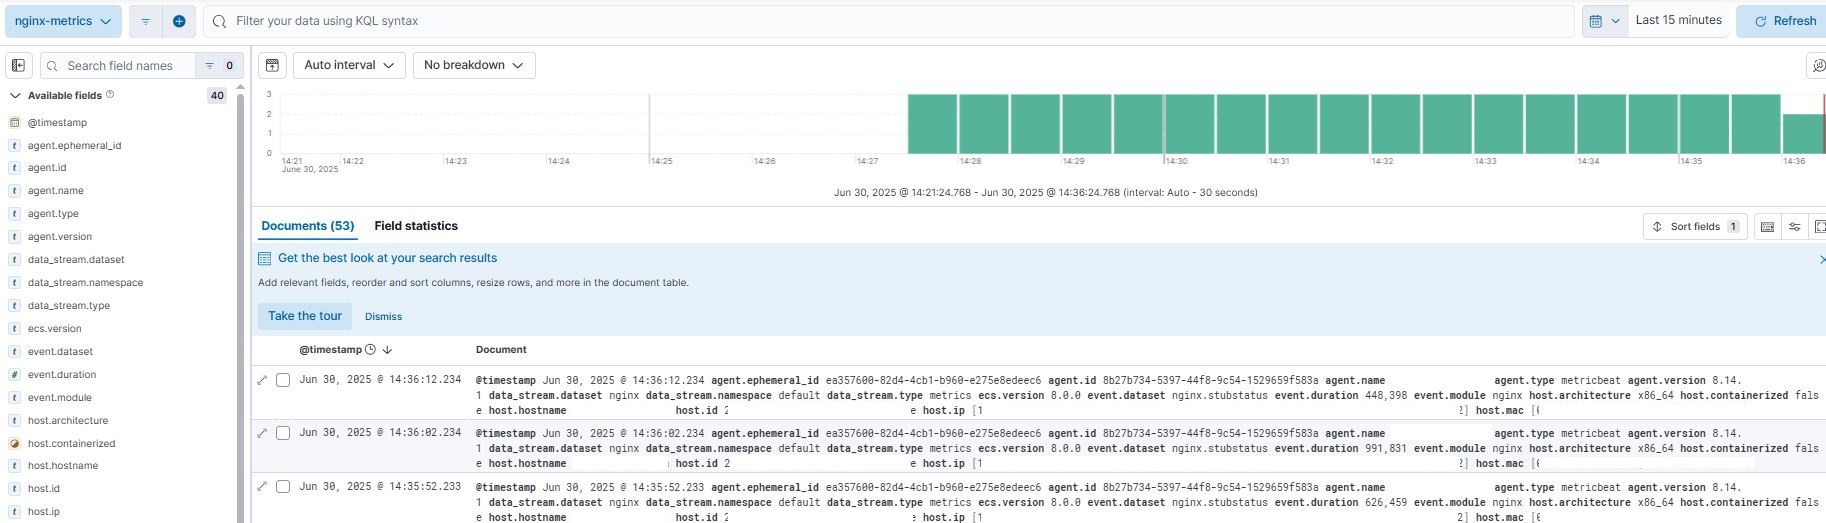 nginx-metrics
Filter your data using KQL syntax
Last 15 minutes
Refresh
Search field names
0
Auto interval
No breakdown
Available fields
40
@timestamp
agent.ephemeral_id
agent.id
agent.name
agent.type
agent.version
data_stream.dataset
data_stream.namespace
data_stream.type
ecs.version
event.dataset
event.duration
event.module
host.architecture
host.containerized
host.hostname
host.id
host.ip
3
2
1
0
14:21 14:22 14:23 14:24 14:25 14:26 14:27 14:28 14:29 14:30 14:31 14:32 14:33 14:34 14:35 14:36
June 30, 2025
Jun 30, 2025 @ 14:21:24.768 - Jun 30, 2025 @ 14:36:24.768 (interval: Auto - 30 seconds)
Documents (53) Field statistics
Sort fields 1
Get the best look at your search results
Add relevant fields, reorder and sort columns, resize rows, and more in the document table.
Take the tour Dismiss
@timestamp Document
Jun 30, 2025 @ 14:36:12.234 @timestamp Jun 30, 2025 @ 14:36:12.234 agent.ephemeral_id ea357600-82d4-4cb1-b960-e275e8edeec6 agent.id 8b27b734-5397-44f8-9c54-1529659f583a agent.name agent.type metricbeat agent.version 8.14.
1 data_stream.dataset nginx data_stream.namespace default data_stream.type metrics ecs.version 8.0.0 event.dataset nginx.stubstatus event.duration 448,398 event.module nginx host.architecture x86_64 host.containerized fals
e host.hostname host.id 2 e host.ip [1 2] host.mac [6
Jun 30, 2025 @ 14:36:02.234 @timestamp Jun 30, 2025 @ 14:36:02.234 agent.ephemeral_id ea357600-82d4-4cb1-b960-e275e8edeec6 agent.id 8b27b734-5397-44f8-9c54-1529659f583a agent.name agent.type metricbeat agent.version 8.14.
1 data_stream.dataset nginx data_stream.namespace default data_stream.type metrics ecs.version 8.0.0 event.dataset nginx.stubstatus event.duration 991,831 event.module nginx host.architecture x86_64 host.containerized fals
e host.hostname host.id 2 e host.ip [1 2] host.mac [6
Jun 30, 2025 @ 14:35:52.233 @timestamp Jun 30, 2025 @ 14:35:52.233 agent.ephemeral_id ea357600-82d4-4cb1-b960-e275e8edeec6 agent.id 8b27b734-5397-44f8-9c54-1529659f583a agent.name agent.type metricbeat agent.version 8.14.
1 data_stream.dataset nginx data_stream.namespace default data_stream.type metrics ecs.version 8.0.0 event.dataset nginx.stubstatus event.duration 626,459 event.module nginx host.architecture x86_64 host.containerized fals
e host.hostname host.id 2 e host.ip [1 2] host.mac [6